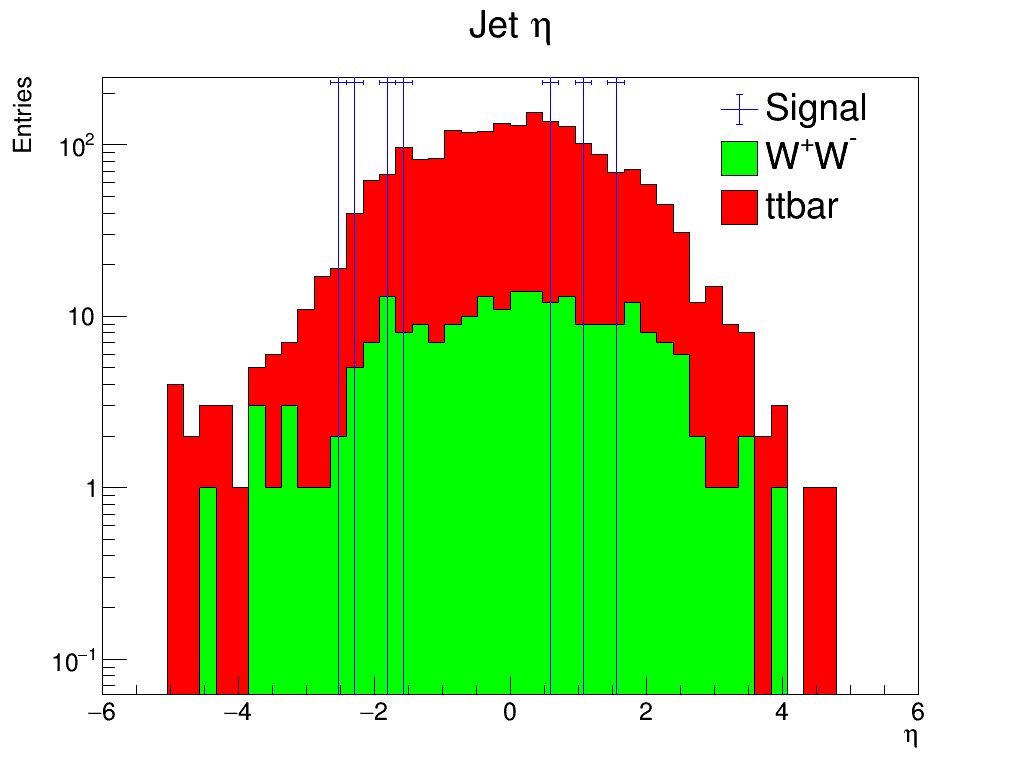 Jet η
Entries
10²
10
1
10⁻¹
Signal
W⁺W⁻
ttbar
−6 −4 −2 0 2 4 6
η